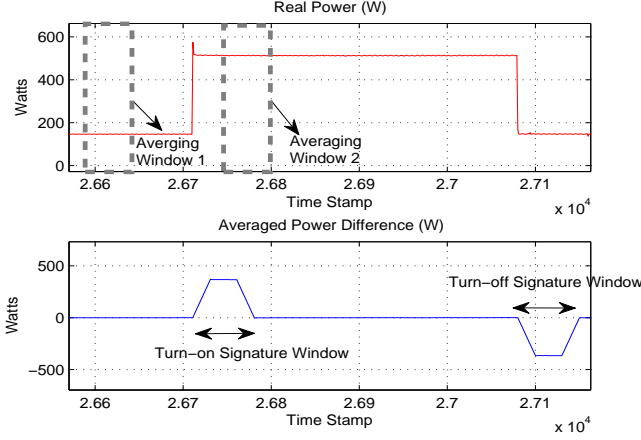 Real Power (W)
600
400
200
0
Watts
Averging
Window 1
Averaging
Window 2
2.66
2.67
2.68
2.69
2.7
2.71
Time Stamp
x 10^4
Averaged Power Difference (W)
500
0
−500
Watts
Turn−off Signature Window
Turn−on Signature Window
2.66
2.67
2.68
2.69
2.7
2.71
Time Stamp
x 10^4